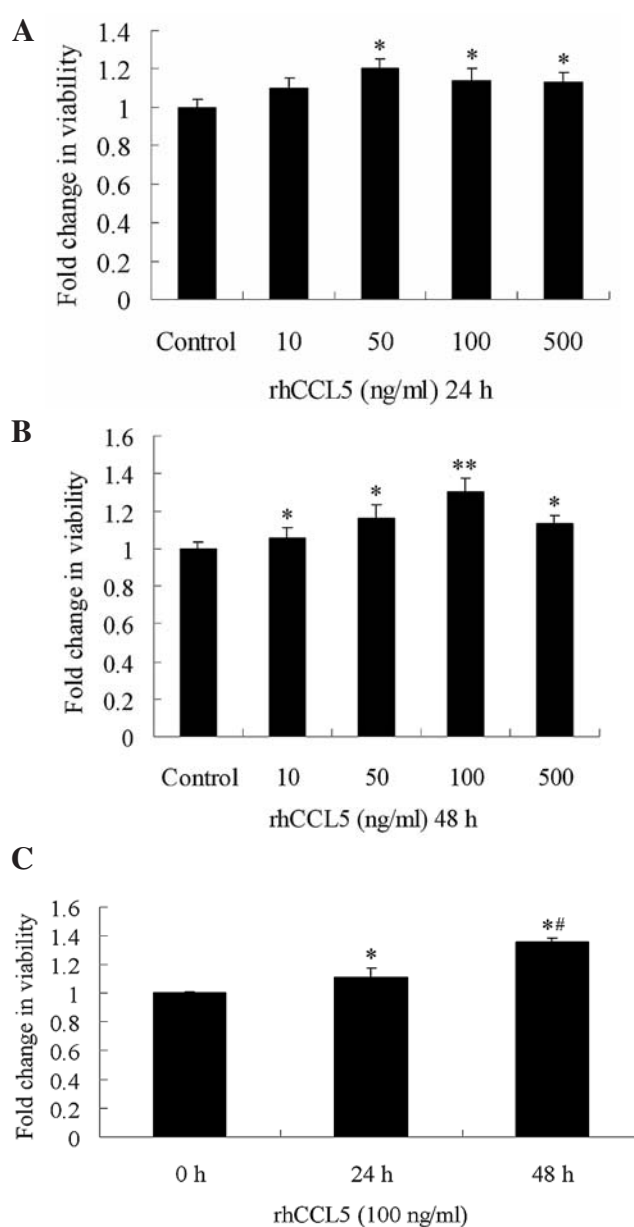 A
Fold change in viability
1.4
1.2
1
0.8
0.6
0.4
0.2
0
* * *
Control 10 50 100 500
rhCCL5 (ng/ml) 24 h
B
Fold change in viability
1.6
1.4
1.2
1
0.8
0.6
0.4
0.2
0
* * ** *
Control 10 50 100 500
rhCCL5 (ng/ml) 48 h
C
Fold change in viability
1.6
1.4
1.2
1
0.8
0.6
0.4
0.2
0
* *#
0 h 24 h 48 h
rhCCL5 (100 ng/ml)